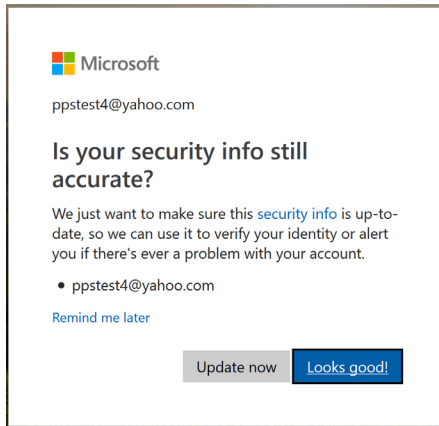 Microsoft
ppstest4@yahoo.com
Is your security info still
accurate?
We just want to make sure this security info is up-to-
date, so we can use it to verify your identity or alert
you if there's ever a problem with your account.
• ppstest4@yahoo.com
Remind me later
Update now Looks good!